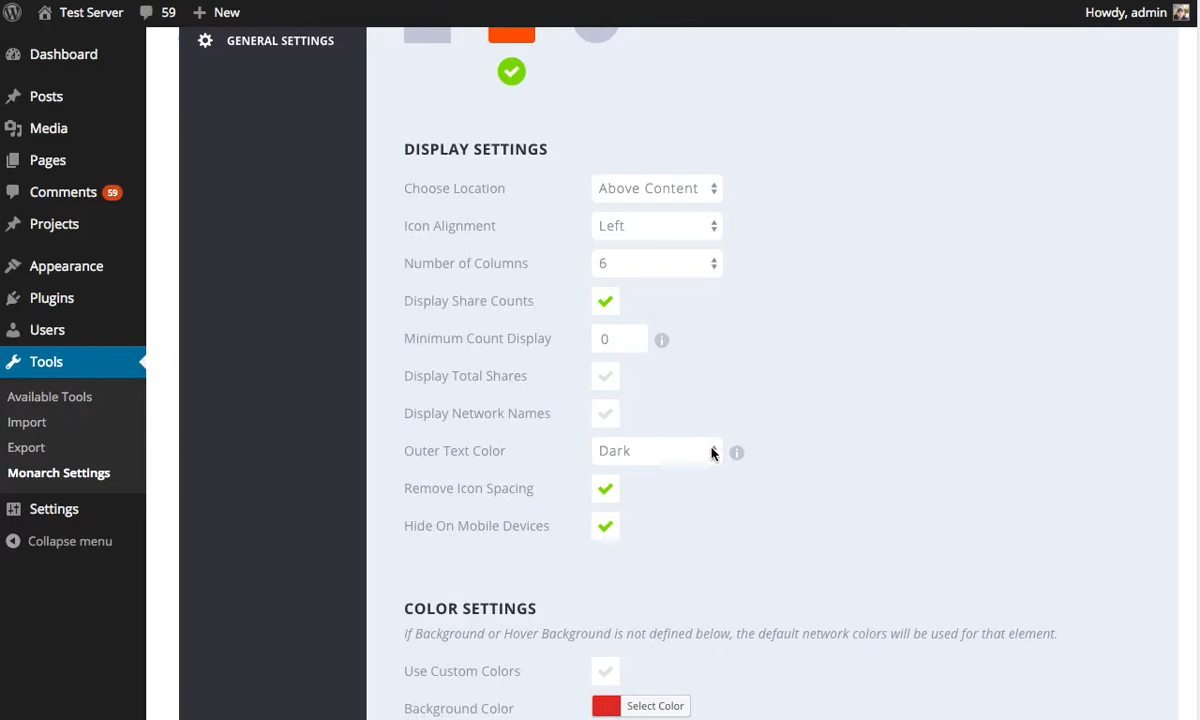 Test Server 59 New Howdy, admin
Dashboard
Posts
Media
Pages
Comments 59
Projects
Appearance
Plugins
Users
Tools
Available Tools
Import
Export
Monarch Settings
Settings
Collapse menu
GENERAL SETTINGS
DISPLAY SETTINGS
Choose Location Above Content
Icon Alignment Left
Number of Columns 6
Display Share Counts
Minimum Count Display 0
Display Total Shares
Display Network Names
Outer Text Color Dark
Remove Icon Spacing
Hide On Mobile Devices
COLOR SETTINGS
If Background or Hover Background is not defined below, the default network colors will be used for that element.
Use Custom Colors
Background Color Select Color